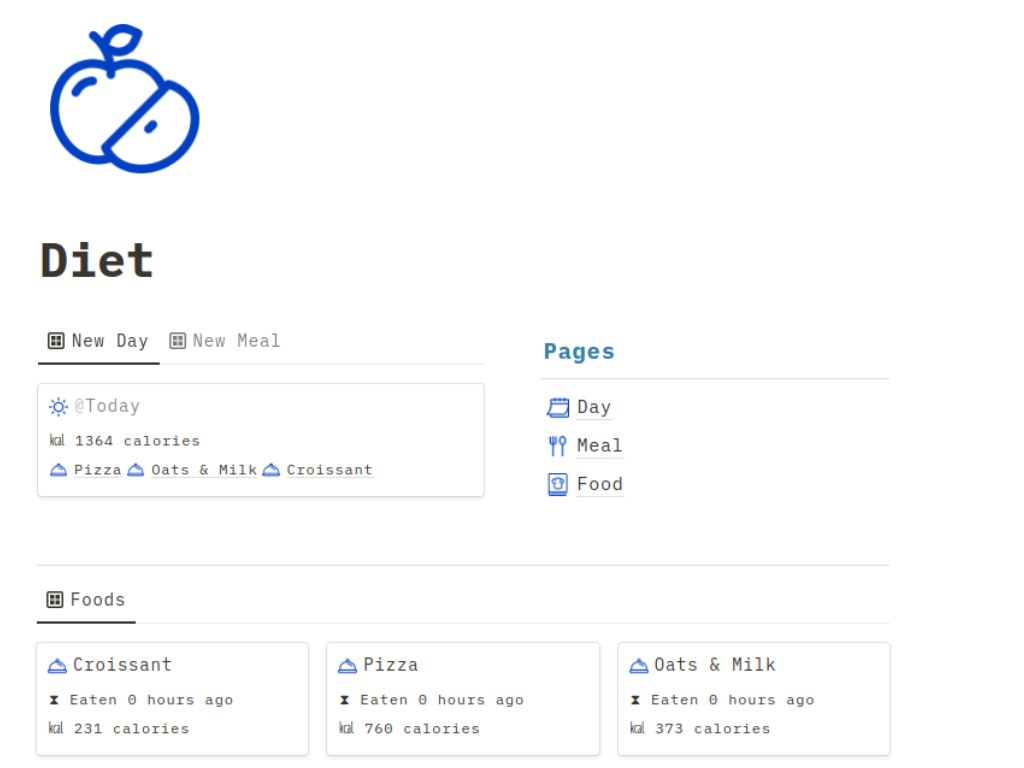 Diet
New Day New Meal
@Today
kcal 1364 calories
Pizza Oats & Milk Croissant
Pages
Day
Meal
Food
Foods
Croissant
Eaten 0 hours ago
kcal 231 calories
Pizza
Eaten 0 hours ago
kcal 760 calories
Oats & Milk
Eaten 0 hours ago
kcal 373 calories